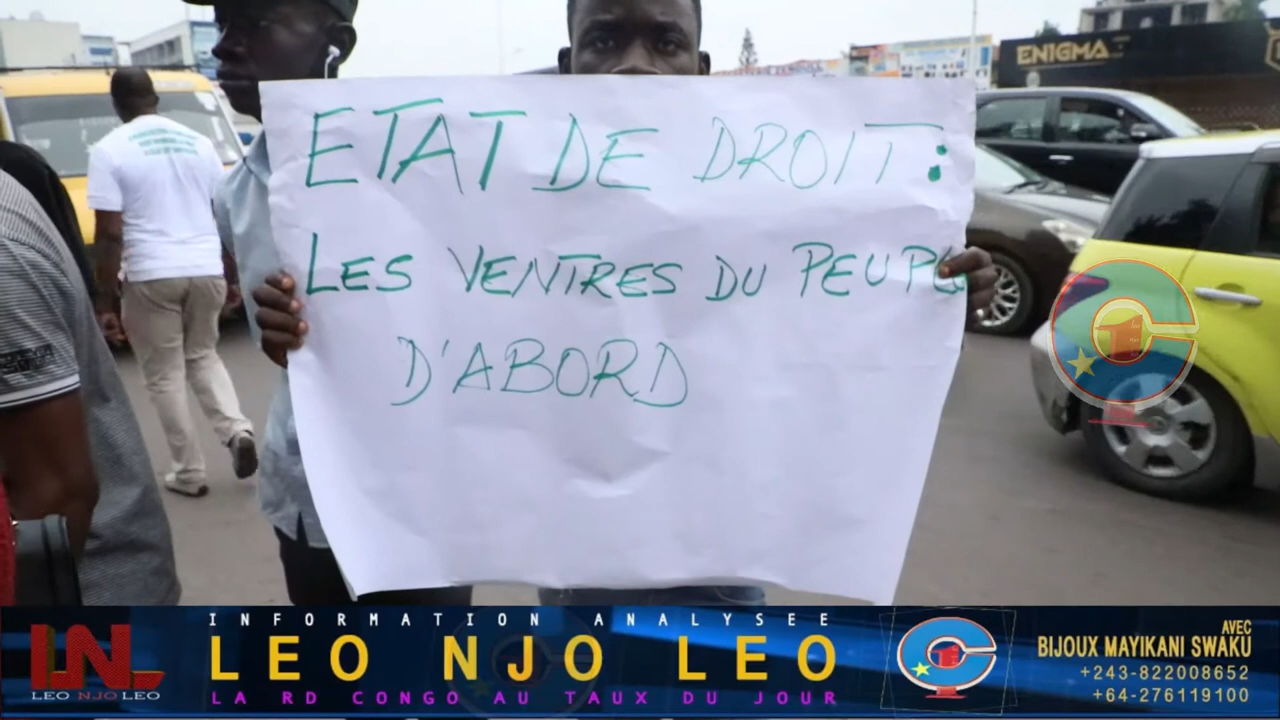 ENIGMA
ETAT DE DROIT:
LES VENTRES DU PEUPLE
D'ABORD
INFORMATION ANALYSEE
LEO NJO LEO
LA RD CONGO AU TAUX DU JOUR
LEO NJO LEO
AVEC
BIJOUX MAYIKANI SWAKU
+243-822008652
+64-276119100